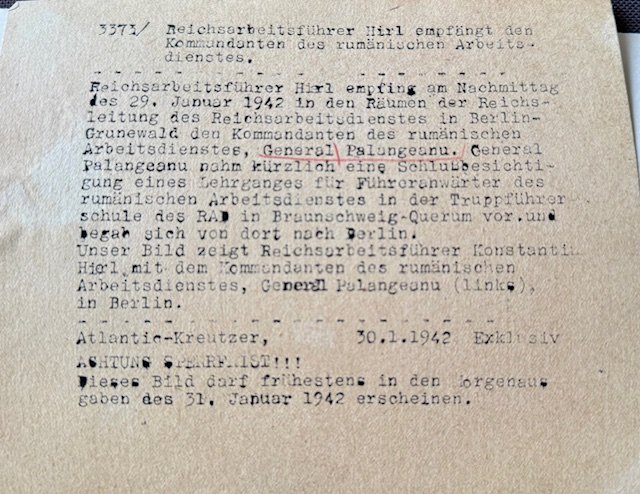 3373/ Reichsarbeitsführer Hirl empfängt den
Kommandanten des rumänischen Arbeits-
dienstes.
Reichsarbeitsführer Hirl empfing am Nachmittag
des 29. Januar 1942 in den Räumen der Reichs-
leitung des Reichsarbeitsdienstes in Berlin-
Grunewald den Kommandanten des rumänischen
Arbeitsdienstes, General Palangeanu. General
Palangeanu nahm kürzlich eine Schlußbesichti-
gung eines Lehrganges für Führeranwärter des
rumänischen Arbeitsdienstes in der Truppführer-
schule des RAD in Braunschweig-Querum vor und
begab sich von dort nach Berlin.
Unser Bild zeigt Reichsarbeitsführer Konstantin
Hierl mit dem Kommandanten des rumänischen
Arbeitsdienstes, General Palangeanu (links),
in Berlin.
Atlantic-Kreutzer, 30.1.1942 Exklusiv
ACHTUNG SPERRFRIST!!!
Dieses Bild darf frühestens in den Morgenaus
gaben des 31. Januar 1942 erscheinen.